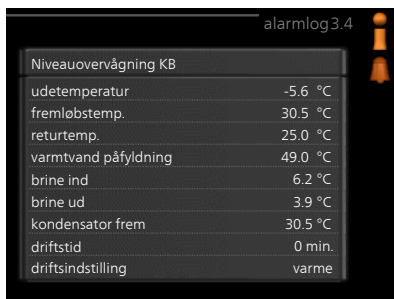 alarmlog 3.4
Niveauovervågning KB
udetemperatur -5.6 °C
fremløbstemp. 30.5 °C
returtemp. 25.0 °C
varmtvand påfyldning 49.0 °C
brine ind 6.2 °C
brine ud 3.9 °C
kondensator frem 30.5 °C
driftstid 0 min.
driftsindstilling varme